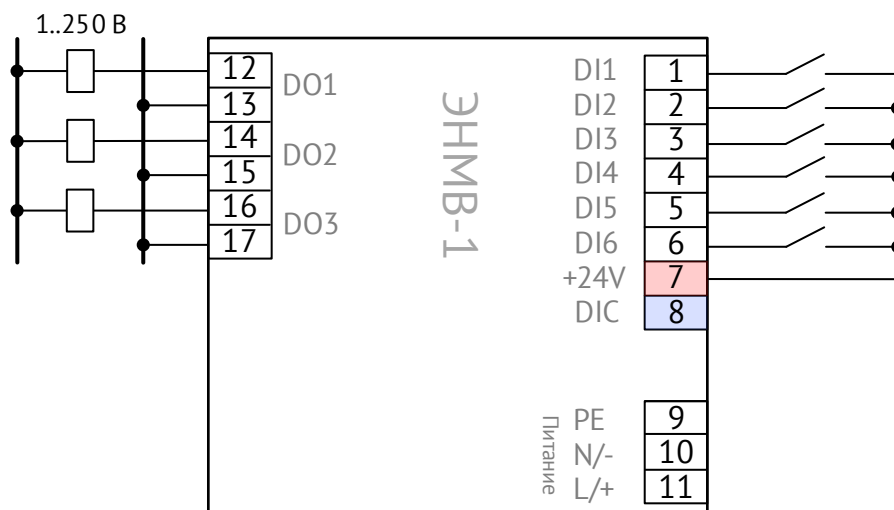 1..250 В
12 DO1
13
14 DO2
15
16 DO3
17
ЭНМВ-1
DI1 1
DI2 2
DI3 3
DI4 4
DI5 5
DI6 6
+24V 7
DIC 8
Питание
PE 9
N/- 10
L/+ 11